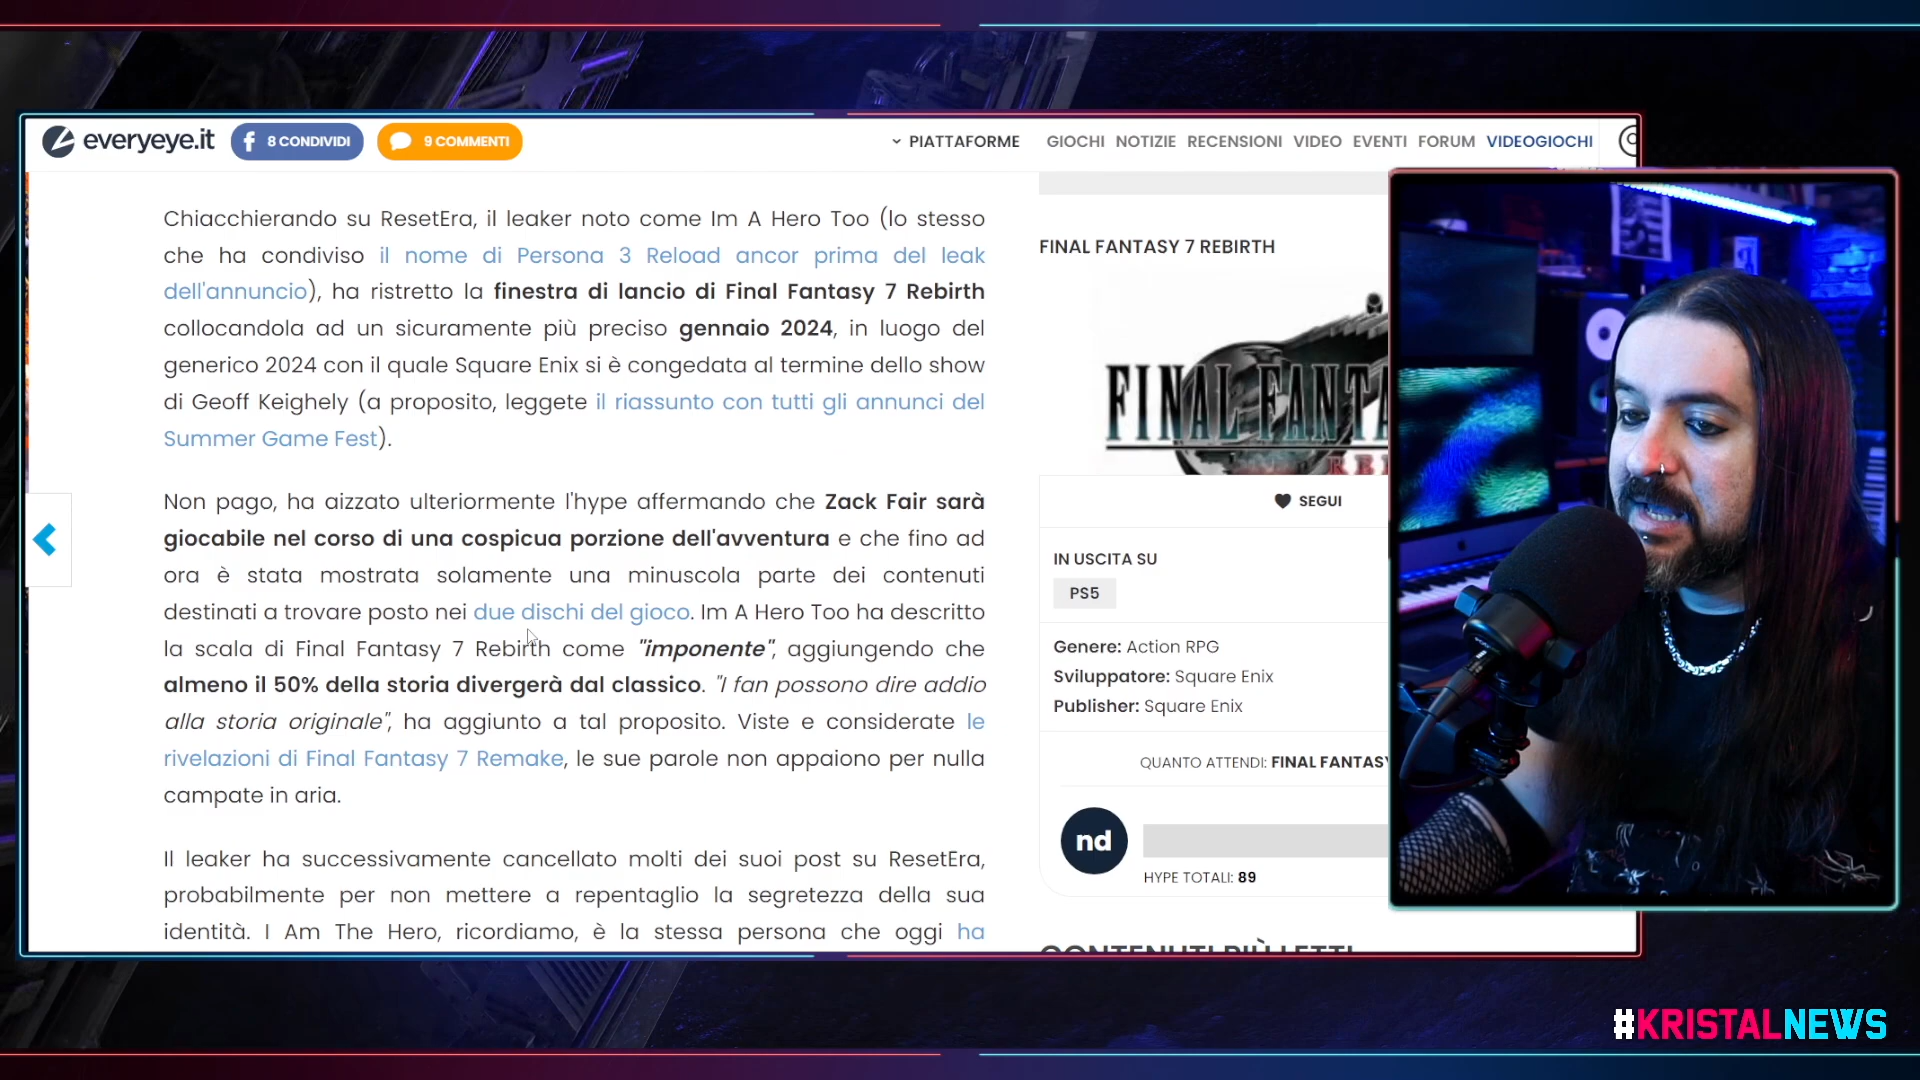 everyeye.it
8 CONDIVIDI
9 COMMENTI
PIATTAFORME
GIOCHI NOTIZIE RECENSIONI VIDEO EVENTI FORUM VIDEOGIOCHI
Chiacchierando su ResetEra, il leaker noto come Im A Hero Too (lo stesso
che ha condiviso il nome di Persona 3 Reload ancor prima del leak
dell'annuncio), ha ristretto la finestra di lancio di Final Fantasy 7 Rebirth
collocandola ad un sicuramente più preciso gennaio 2024, in luogo del
generico 2024 con il quale Square Enix si è congedata al termine dello show
di Geoff Keighely (a proposito, leggete il riassunto con tutti gli annunci del
Summer Game Fest).
Non pago, ha aizzato ulteriormente l'hype affermando che Zack Fair sarà
giocabile nel corso di una cospicua porzione dell'avventura e che fino ad
ora è stata mostrata solamente una minuscola parte dei contenuti
destinati a trovare posto nei due dischi del gioco. Im A Hero Too ha descritto
la scala di Final Fantasy 7 Rebirth come "imponente", aggiungendo che
almeno il 50% della storia divergerà dal classico. "I fan possono dire addio
alla storia originale", ha aggiunto a tal proposito. Viste e considerate le
rivelazioni di Final Fantasy 7 Remake, le sue parole non appaiono per nulla
campate in aria.
Il leaker ha successivamente cancellato molti dei suoi post su ResetEra,
probabilmente per non mettere a repentaglio la segretezza della sua
identità. I Am The Hero, ricordiamo, è la stessa persona che oggi ha
FINAL FANTASY 7 REBIRTH
FINAL FANTA
RE
SEGUI
IN USCITA SU
PS5
Genere: Action RPG
Sviluppatore: Square Enix
Publisher: Square Enix
QUANTO ATTENDI: FINAL FANTASY
nd
HYPE TOTALI: 89
CONTENUTI PIÙ LETTI
#KRISTALNEWS